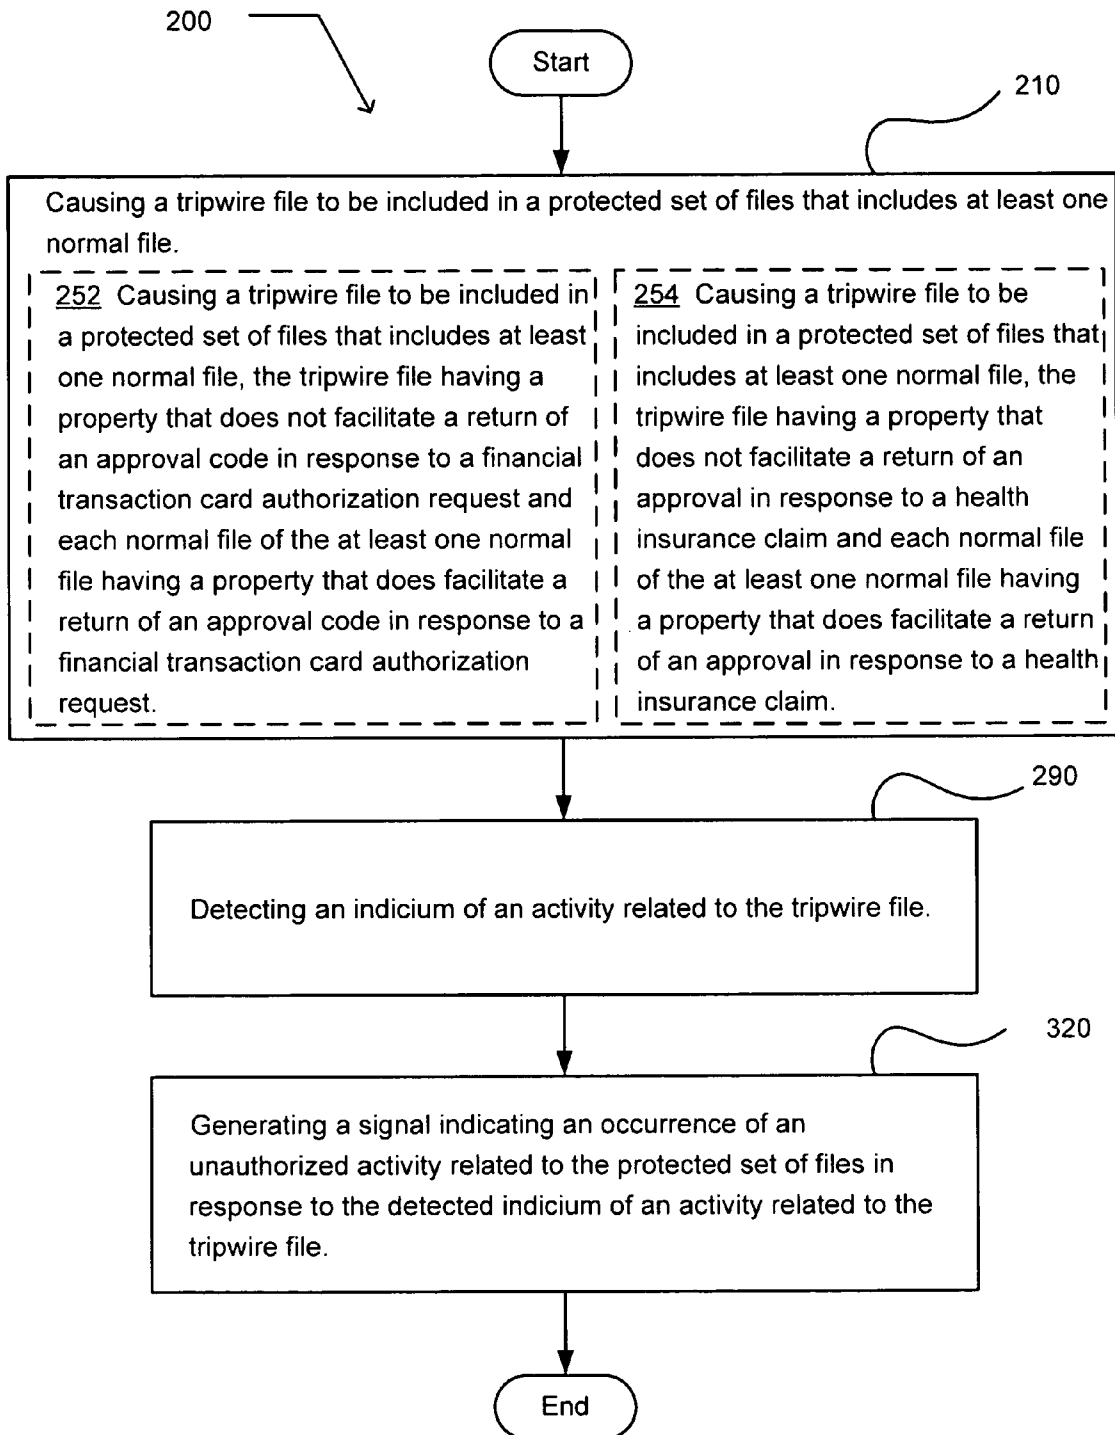 200
Start
210
Causing a tripwire file to be included in a protected set of files that includes at least one
normal file.
252 Causing a tripwire file to be included in
a protected set of files that includes at least
one normal file, the tripwire file having a
property that does not facilitate a return of
an approval code in response to a financial
transaction card authorization request and
each normal file of the at least one normal
file having a property that does facilitate a
return of an approval code in response to a
financial transaction card authorization
request.
254 Causing a tripwire file to be
included in a protected set of files that
includes at least one normal file, the
tripwire file having a property that
does not facilitate a return of an
approval in response to a health
insurance claim and each normal file
of the at least one normal file having
a property that does facilitate a return
of an approval in response to a health
insurance claim.
290
Detecting an indicium of an activity related to the tripwire file.
320
Generating a signal indicating an occurrence of an
unauthorized activity related to the protected set of files in
response to the detected indicium of an activity related to the
tripwire file.
End